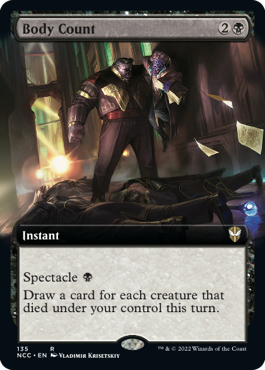 Body Count 2
Instant
Spectacle
Draw a card for each creature that
died under your control this turn.
135 R
NCC • EN Vladimir Krisetskiy
™ & © 2022 Wizards of the Coast